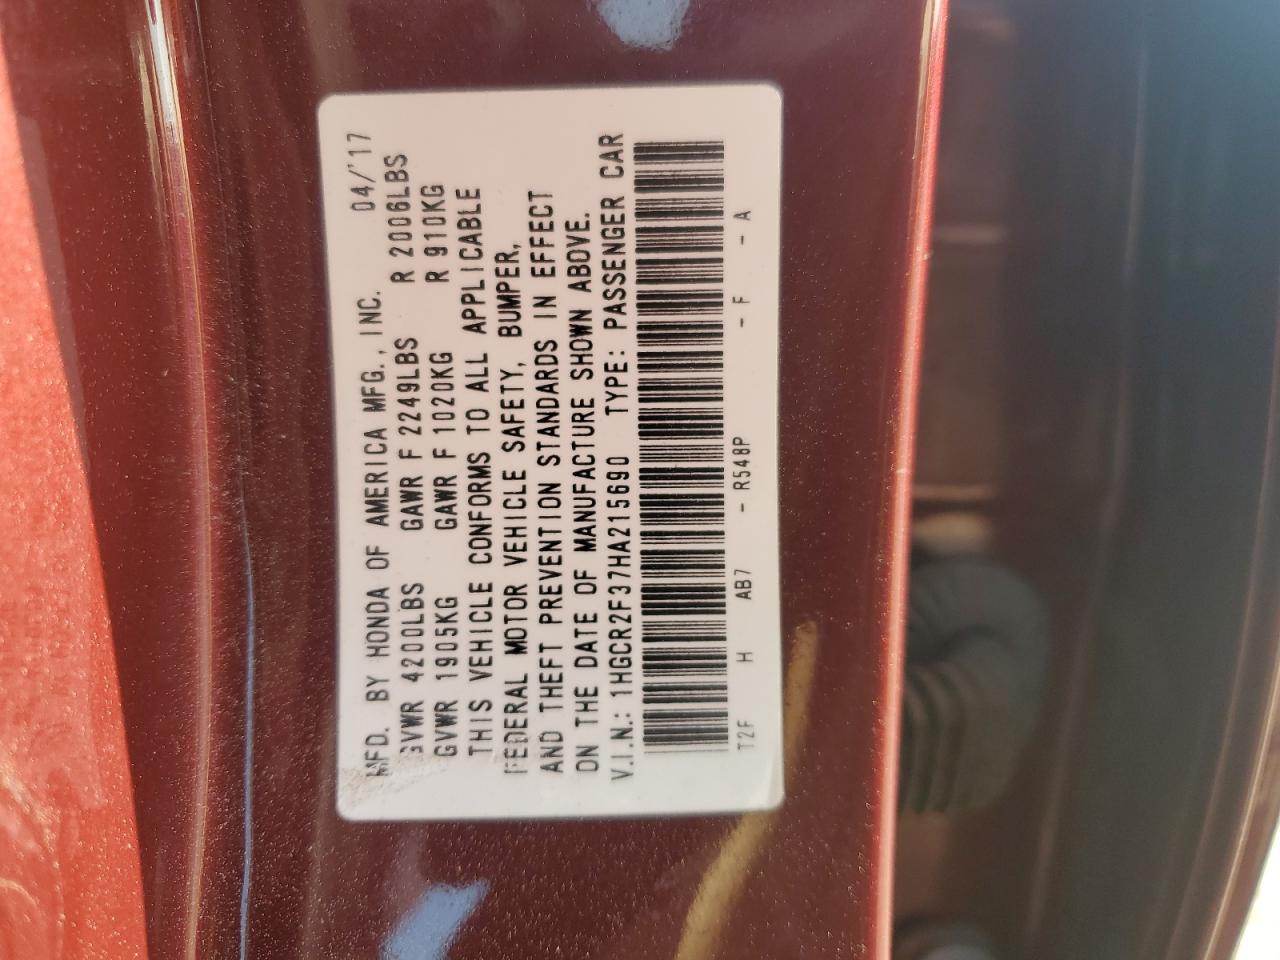 MFD. BY HONDA OF AMERICA MFG., INC. 04/'17
GVWR 4200LBS GAWR F 2249LBS R 2006LBS
GVWR 1905KG GAWR F 1020KG R 910KG
THIS VEHICLE CONFORMS TO ALL APPLICABLE
FEDERAL MOTOR VEHICLE SAFETY, BUMPER,
AND THEFT PREVENTION STANDARDS IN EFFECT
ON THE DATE OF MANUFACTURE SHOWN ABOVE.
V.I.N.: 1HGCR2F37HA215690 TYPE: PASSENGER CAR
T2F H AB7 - R548P - F - A